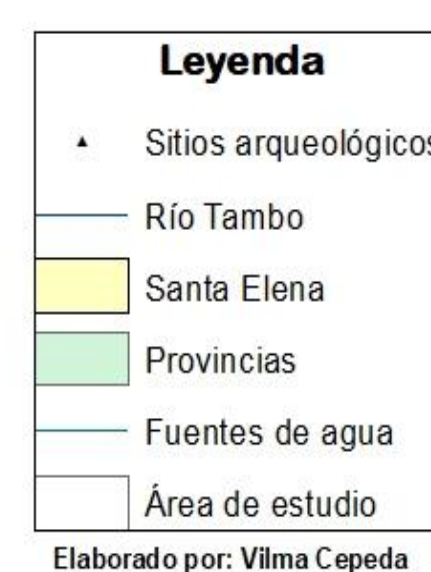 Leyenda
Sitios arqueológicos
Río Tambo
Santa Elena
Provincias
Fuentes de agua
Área de estudio
Elaborado por: Vilma Cepeda